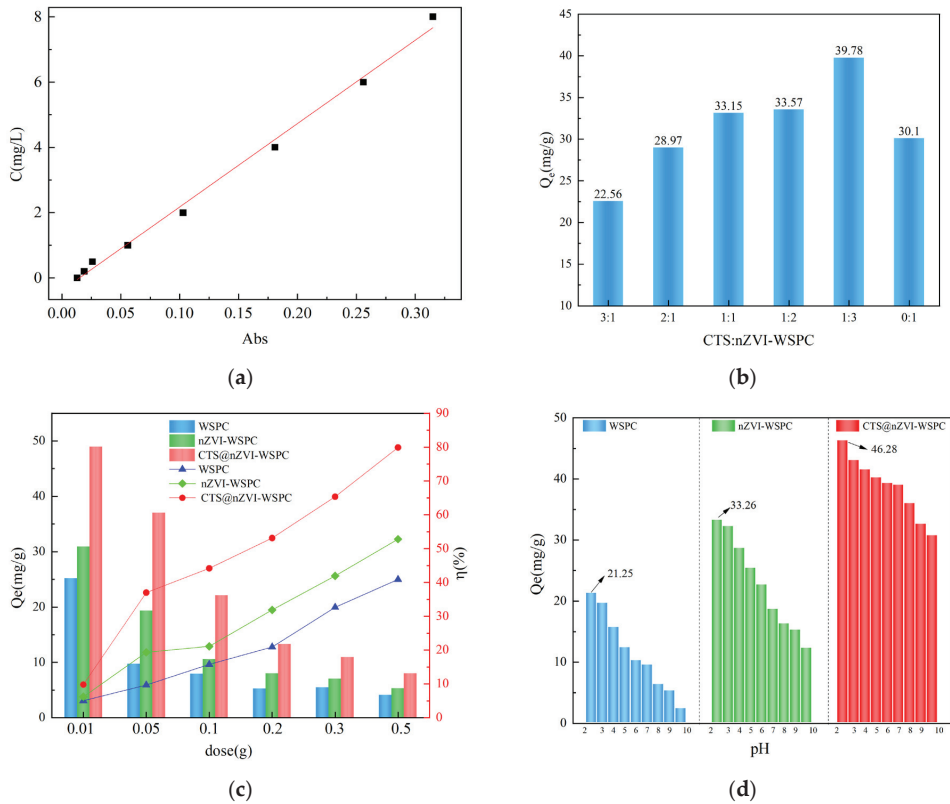 8
6
4
2
0
C(mg/L)
0.00 0.05 0.10 0.15 0.20 0.25 0.30
Abs
(a)
45
40
35
30
25
20
15
10
Qe(mg/g)
22.56
28.97
33.15
33.57
39.78
30.1
3:1 2:1 1:1 1:2 1:3 0:1
CTS:nZVI-WSPC
(b)
WSPC
nZVI-WSPC
CTS@nZVI-WSPC
WSPC
nZVI-WSPC
CTS@nZVI-WSPC
50
40
30
20
10
0
Qe(mg/g)
90
80
70
60
50
40
30
20
10
0
η(%)
0.01 0.05 0.1 0.2 0.3 0.5
dose(g)
(c)
WSPC
nZVI-WSPC
CTS@nZVI-WSPC
50
40
30
20
10
0
Qe(mg/g)
21.25
33.26
46.28
2 3 4 5 6 7 8 9 10 2 3 4 5 6 7 8 9 10 2 3 4 5 6 7 8 9 10
pH
(d)